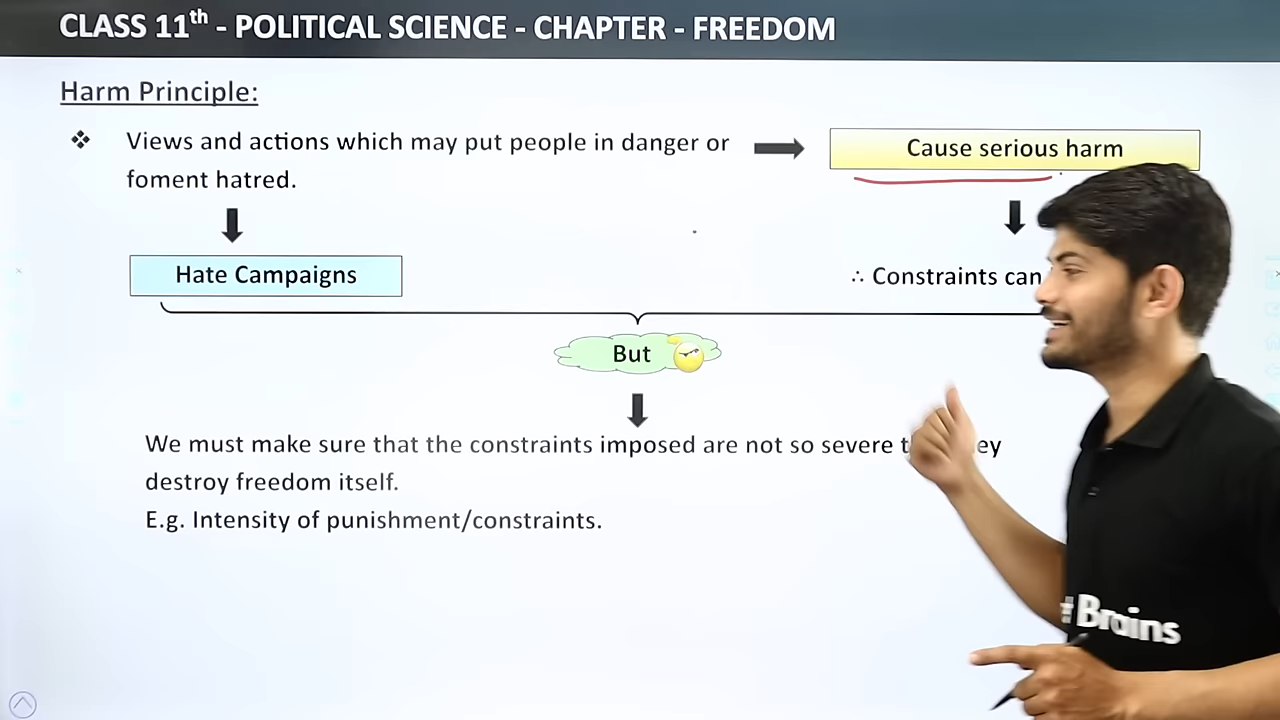 CLASS 11th - POLITICAL SCIENCE - CHAPTER - FREEDOM
Harm Principle:
❖ Views and actions which may put people in danger or
foment hatred.
Cause serious harm
Hate Campaigns
∴ Constraints can
But
We must make sure that the constraints imposed are not so severe
destroy freedom itself.
E.g. Intensity of punishment/constraints.
Brains